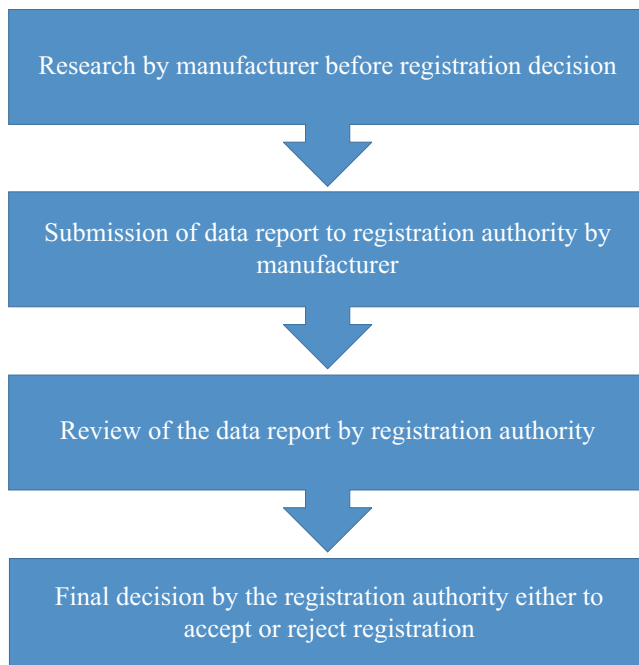 Research by manufacturer before registration decision
Submission of data report to registration authority by
manufacturer
Review of the data report by registration authority
Final decision by the registration authority either to
accept or reject registration